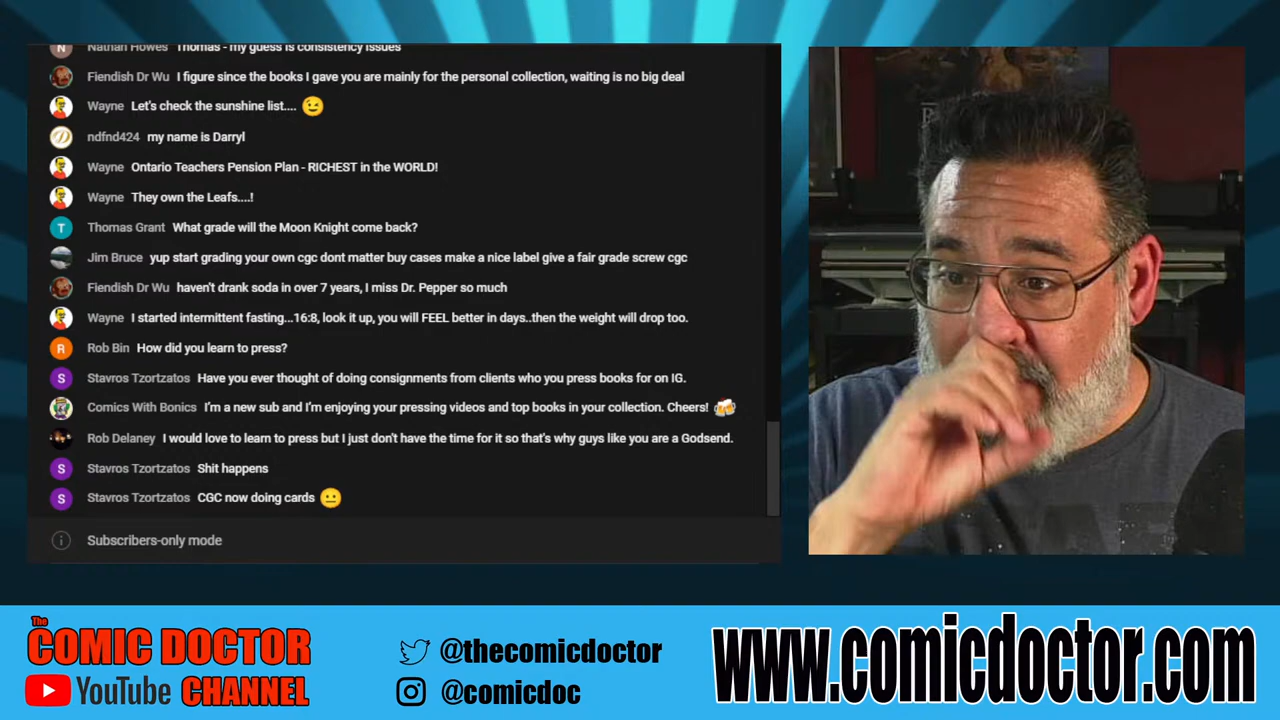 Nathan Howes Thomas - my guess is consistency issues
Fiendish Dr Wu I figure since the books I gave you are mainly for the personal collection, waiting is no big deal
Wayne Let's check the sunshine list.... 😉
ndfnd424 my name is Darryl
Wayne Ontario Teachers Pension Plan - RICHEST in the WORLD!
Wayne They own the Leafs....!
Thomas Grant What grade will the Moon Knight come back?
Jim Bruce yup start grading your own cgc dont matter buy cases make a nice label give a fair grade screw cgc
Fiendish Dr Wu haven't drank soda in over 7 years, I miss Dr. Pepper so much
Wayne I started intermittent fasting...16:8, look it up, you will FEEL better in days..then the weight will drop too.
Rob Bin How did you learn to press?
Stavros Tzortzatos Have you ever thought of doing consignments from clients who you press books for on IG.
Comics With Bonics I'm a new sub and I'm enjoying your pressing videos and top books in your collection. Cheers! 🍻
Rob Delaney I would love to learn to press but I just don't have the time for it so that's why guys like you are a Godsend.
Stavros Tzortzatos Shit happens
Stavros Tzortzatos CGC now doing cards 😐
Subscribers-only mode
The
COMIC DOCTOR
YouTube CHANNEL
@thecomicdoctor
@comicdoc
www.comicdoctor.com